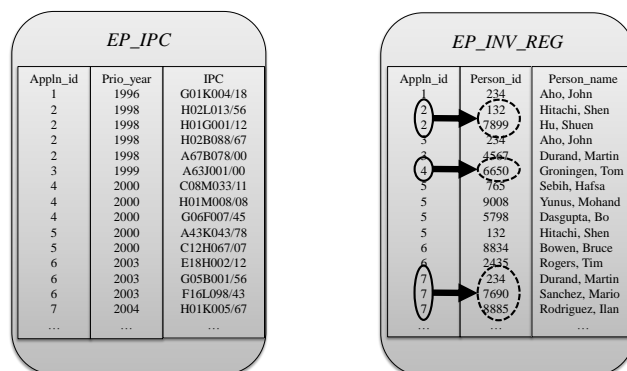 EP_IPC
Appln_id Prio_year IPC
1 1996 G01K004/18
2 1998 H02L013/56
2 1998 H01G001/12
2 1998 H02B088/67
2 1998 A67B078/00
3 1999 A63J001/00
4 2000 C08M033/11
4 2000 H01M008/08
4 2000 G06F007/45
5 2000 A43K043/78
5 2000 C12H067/07
6 2003 E18H002/12
6 2003 G05B001/56
6 2003 F16L098/43
7 2004 H01K005/67
… … …
EP_INV_REG
Appln_id Person_id Person_name
1 234 Aho, John
2 132 Hitachi, Shen
2 7899 Hu, Shuen
3 234 Aho, John
3 4567 Durand, Martin
4 6650 Groningen, Tom
5 765 Sebih, Hafsa
5 9008 Yunus, Mohand
5 5798 Dasgupta, Bo
5 132 Hitachi, Shen
6 8834 Bowen, Bruce
6 2435 Rogers, Tim
7 234 Durand, Martin
7 7690 Sanchez, Mario
7 8885 Rodriguez, Ilan
… … …